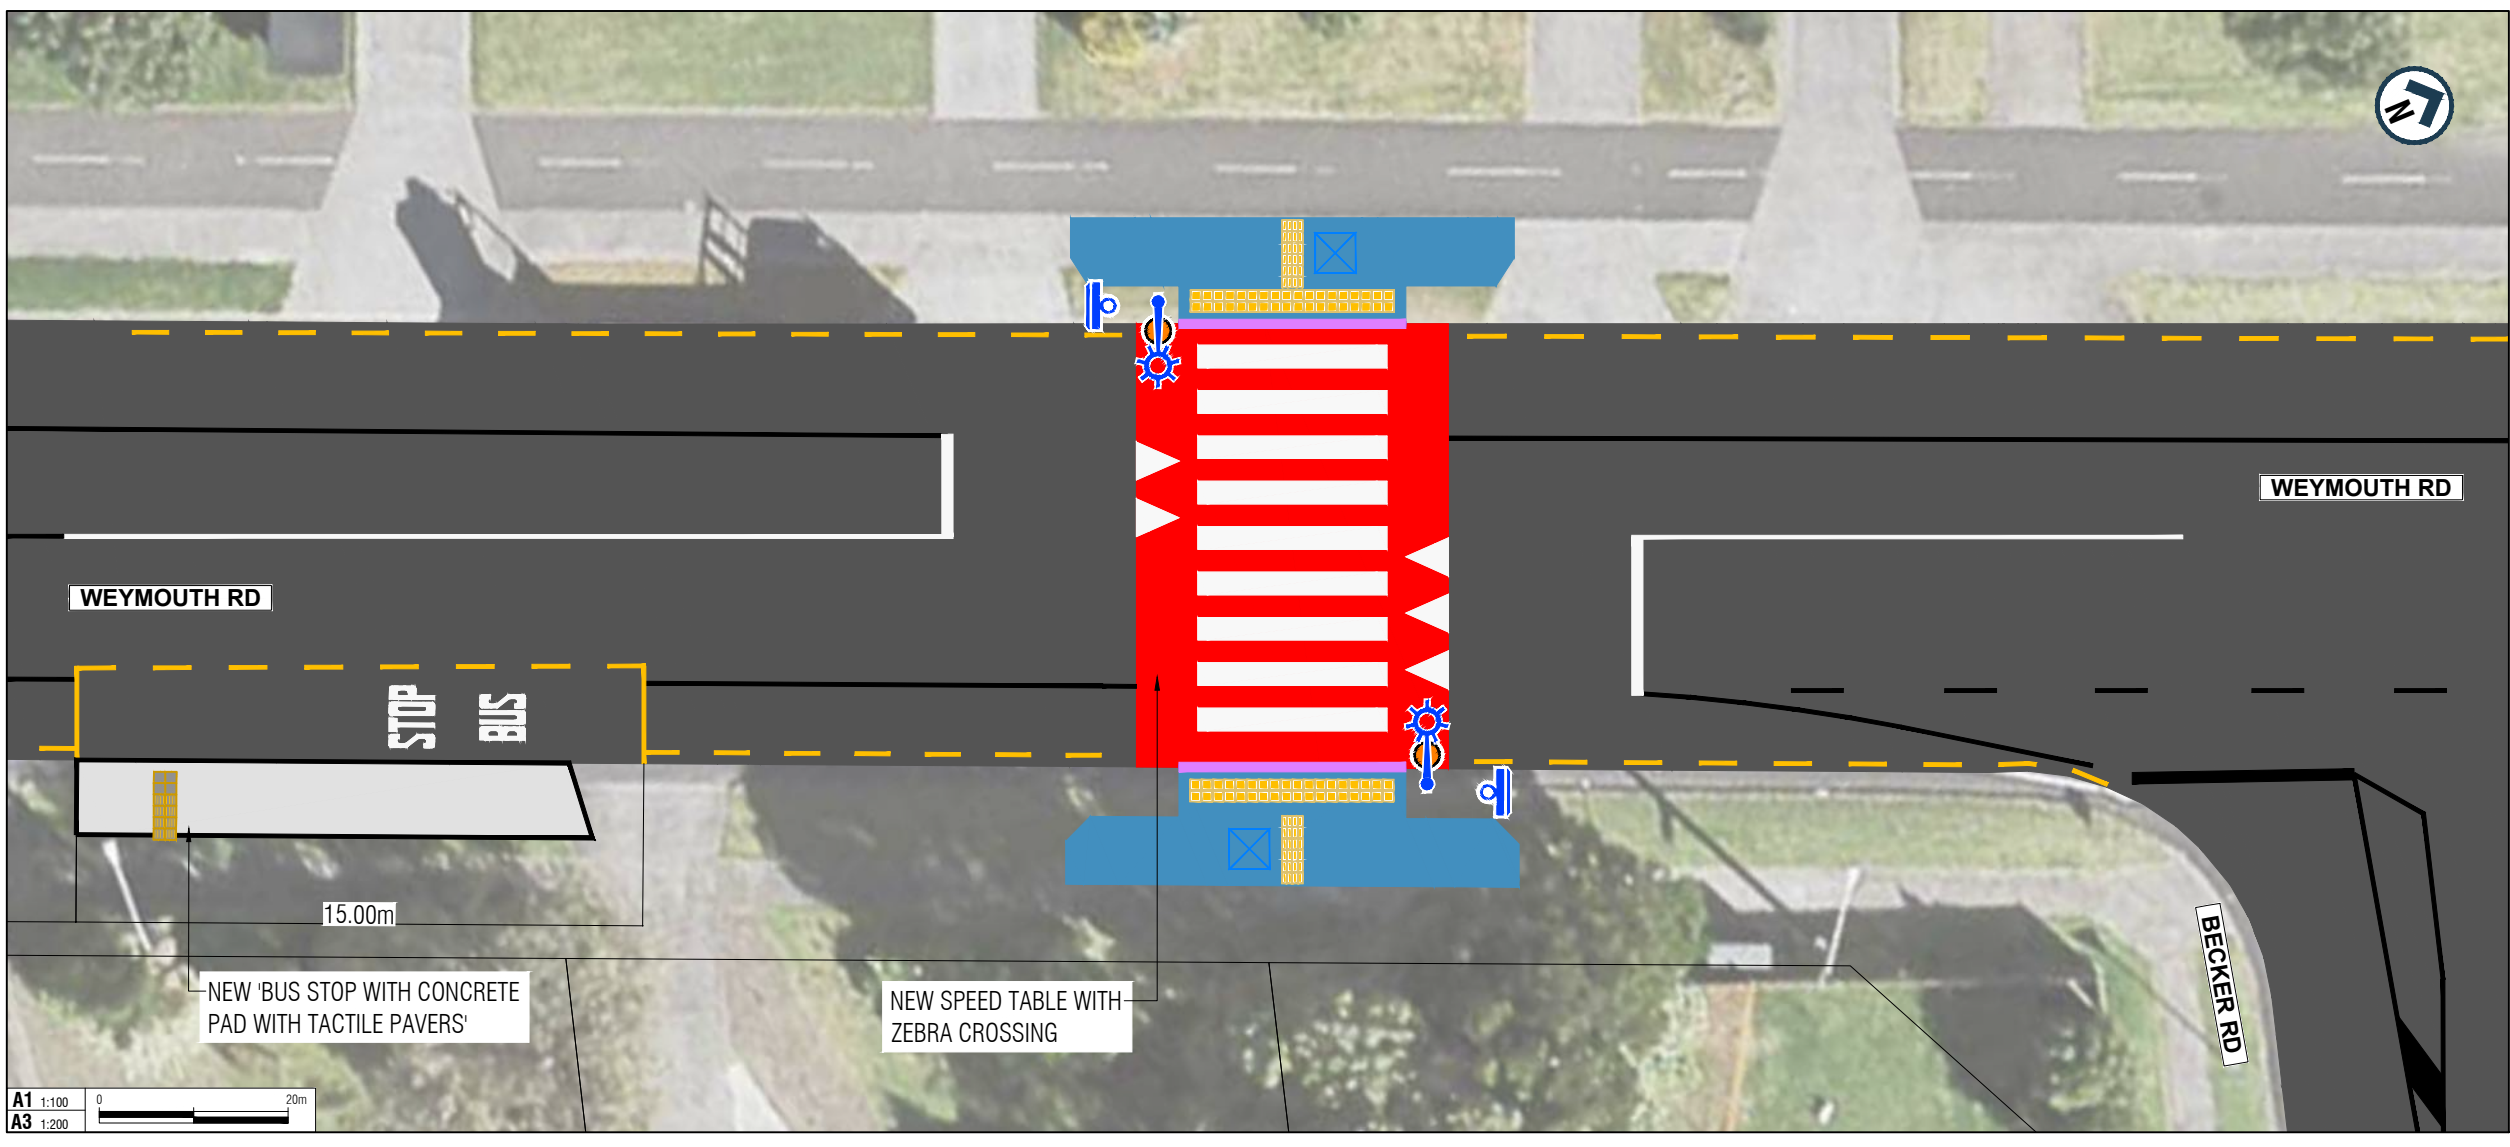 N
WEYMOUTH RD
WEYMOUTH RD
STOP
BUS
15.00m
NEW 'BUS STOP WITH CONCRETE
PAD WITH TACTILE PAVERS'
NEW SPEED TABLE WITH
ZEBRA CROSSING
BECKER RD
A1 1:100
A3 1:200
0 20m